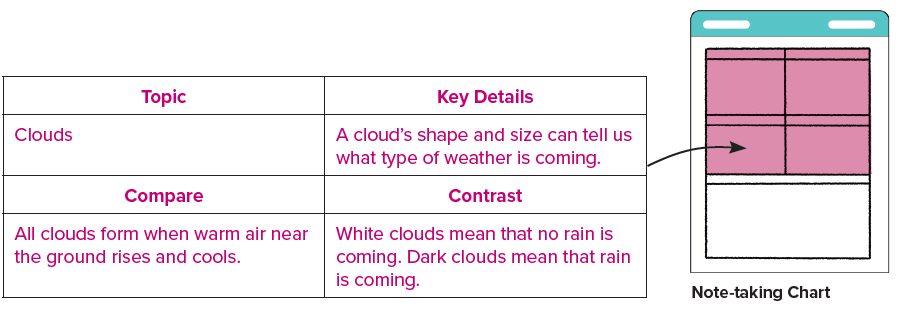 Topic
Key Details
Clouds
A cloud’s shape and size can tell us
what type of weather is coming.
Compare
Contrast
All clouds form when warm air near
the ground rises and cools.
White clouds mean that no rain is
coming. Dark clouds mean that rain
is coming.
Note-taking Chart